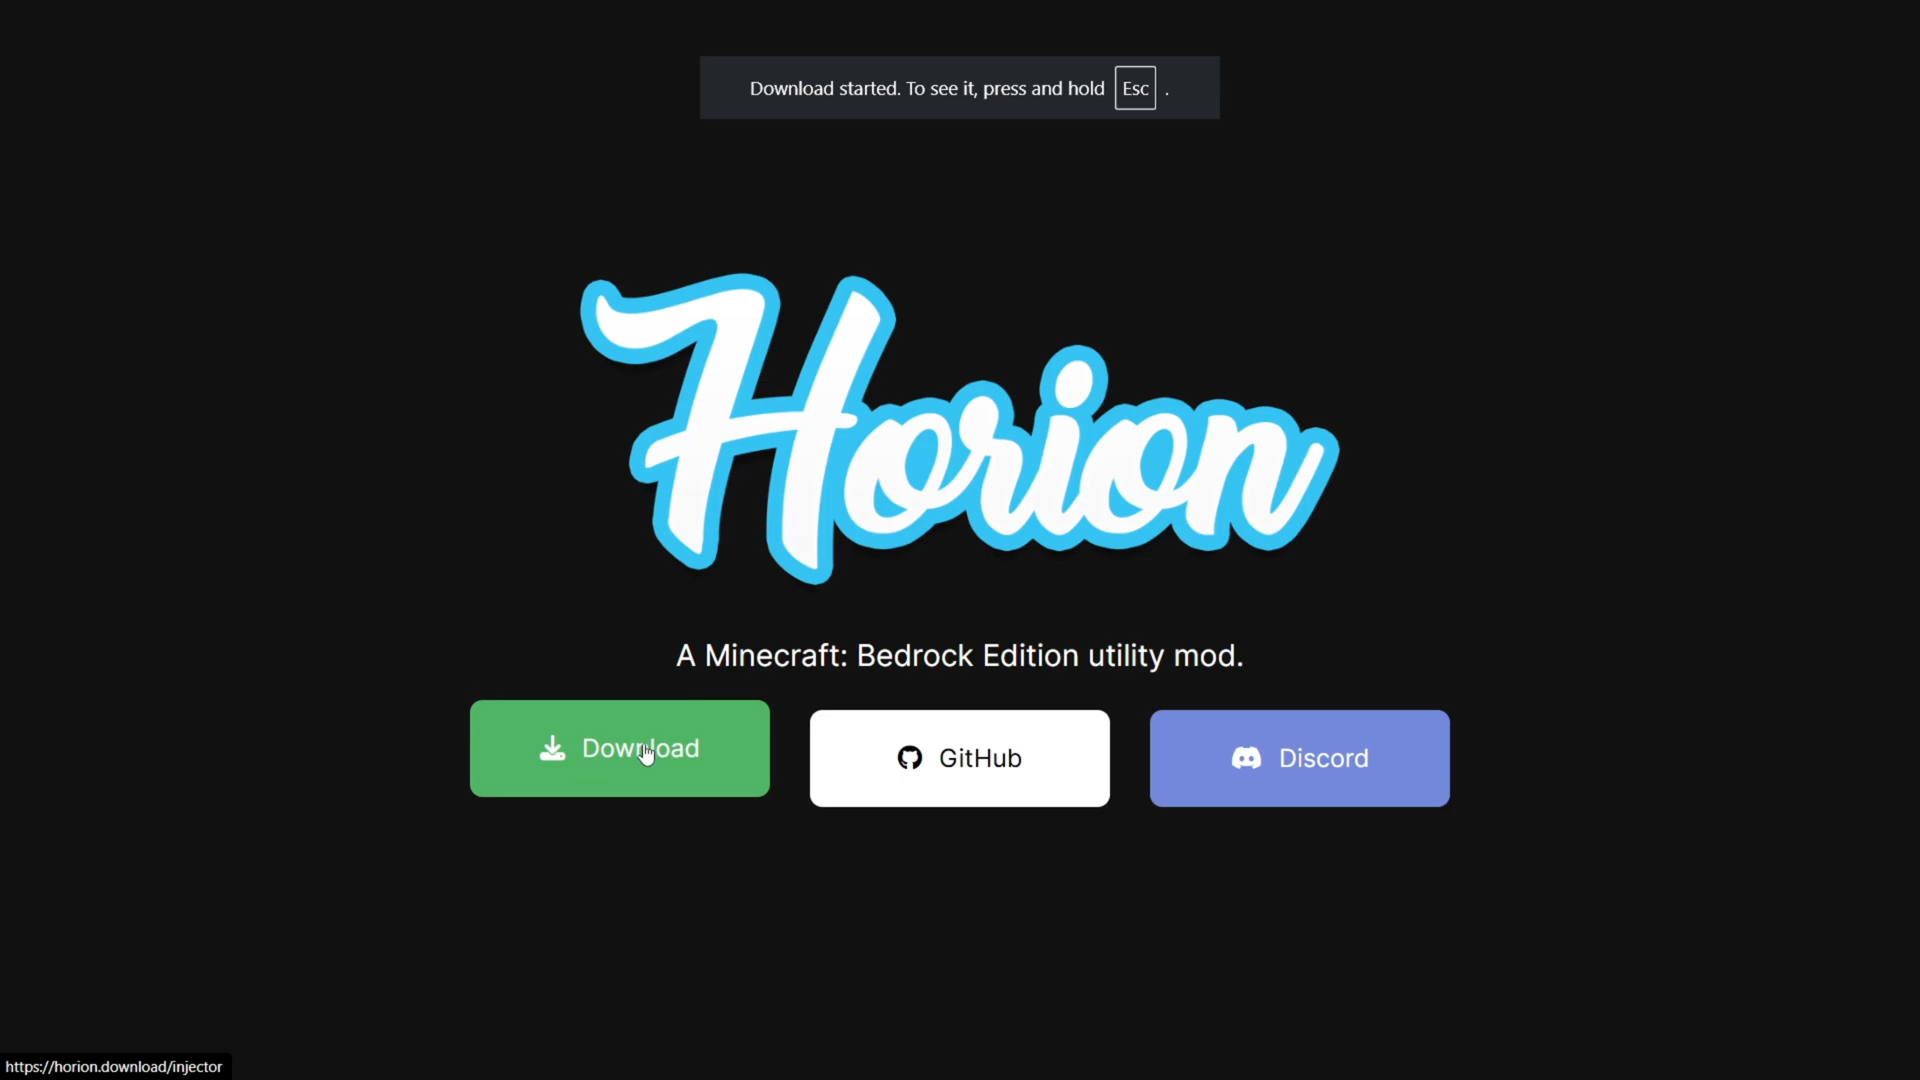 Download started. To see it, press and hold Esc .
Horion
A Minecraft: Bedrock Edition utility mod.
Download
GitHub
Discord
https://horion.download/injector